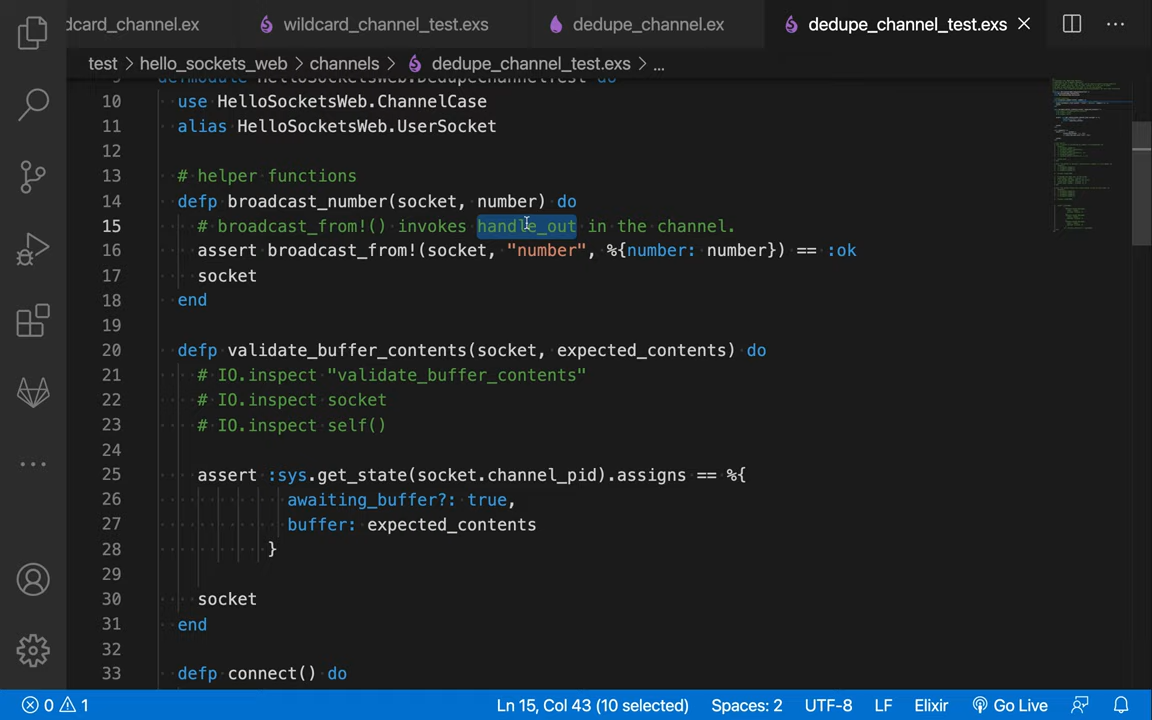 dcard_channel.ex wildcard_channel_test.exs dedupe_channel.ex dedupe_channel_test.exs
test > hello_sockets_web > channels > dedupe_channel_test.exs > ...
defmodule HelloSocketsWeb.DedupeChannelTest do
10 use HelloSocketsWeb.ChannelCase
11 alias HelloSocketsWeb.UserSocket
12
13 # helper functions
14 defp broadcast_number(socket, number) do
15 # broadcast_from!() invokes handle_out in the channel.
16 assert broadcast_from!(socket, "number", %{number: number}) == :ok
17 socket
18 end
19
20 defp validate_buffer_contents(socket, expected_contents) do
21 # IO.inspect "validate_buffer_contents"
22 # IO.inspect socket
23 # IO.inspect self()
24
25 assert :sys.get_state(socket.channel_pid).assigns == %{
26 awaiting_buffer?: true,
27 buffer: expected_contents
28 }
29
30 socket
31 end
32
33 defp connect() do
0 1 Ln 15, Col 43 (10 selected) Spaces: 2 UTF-8 LF Elixir Go Live